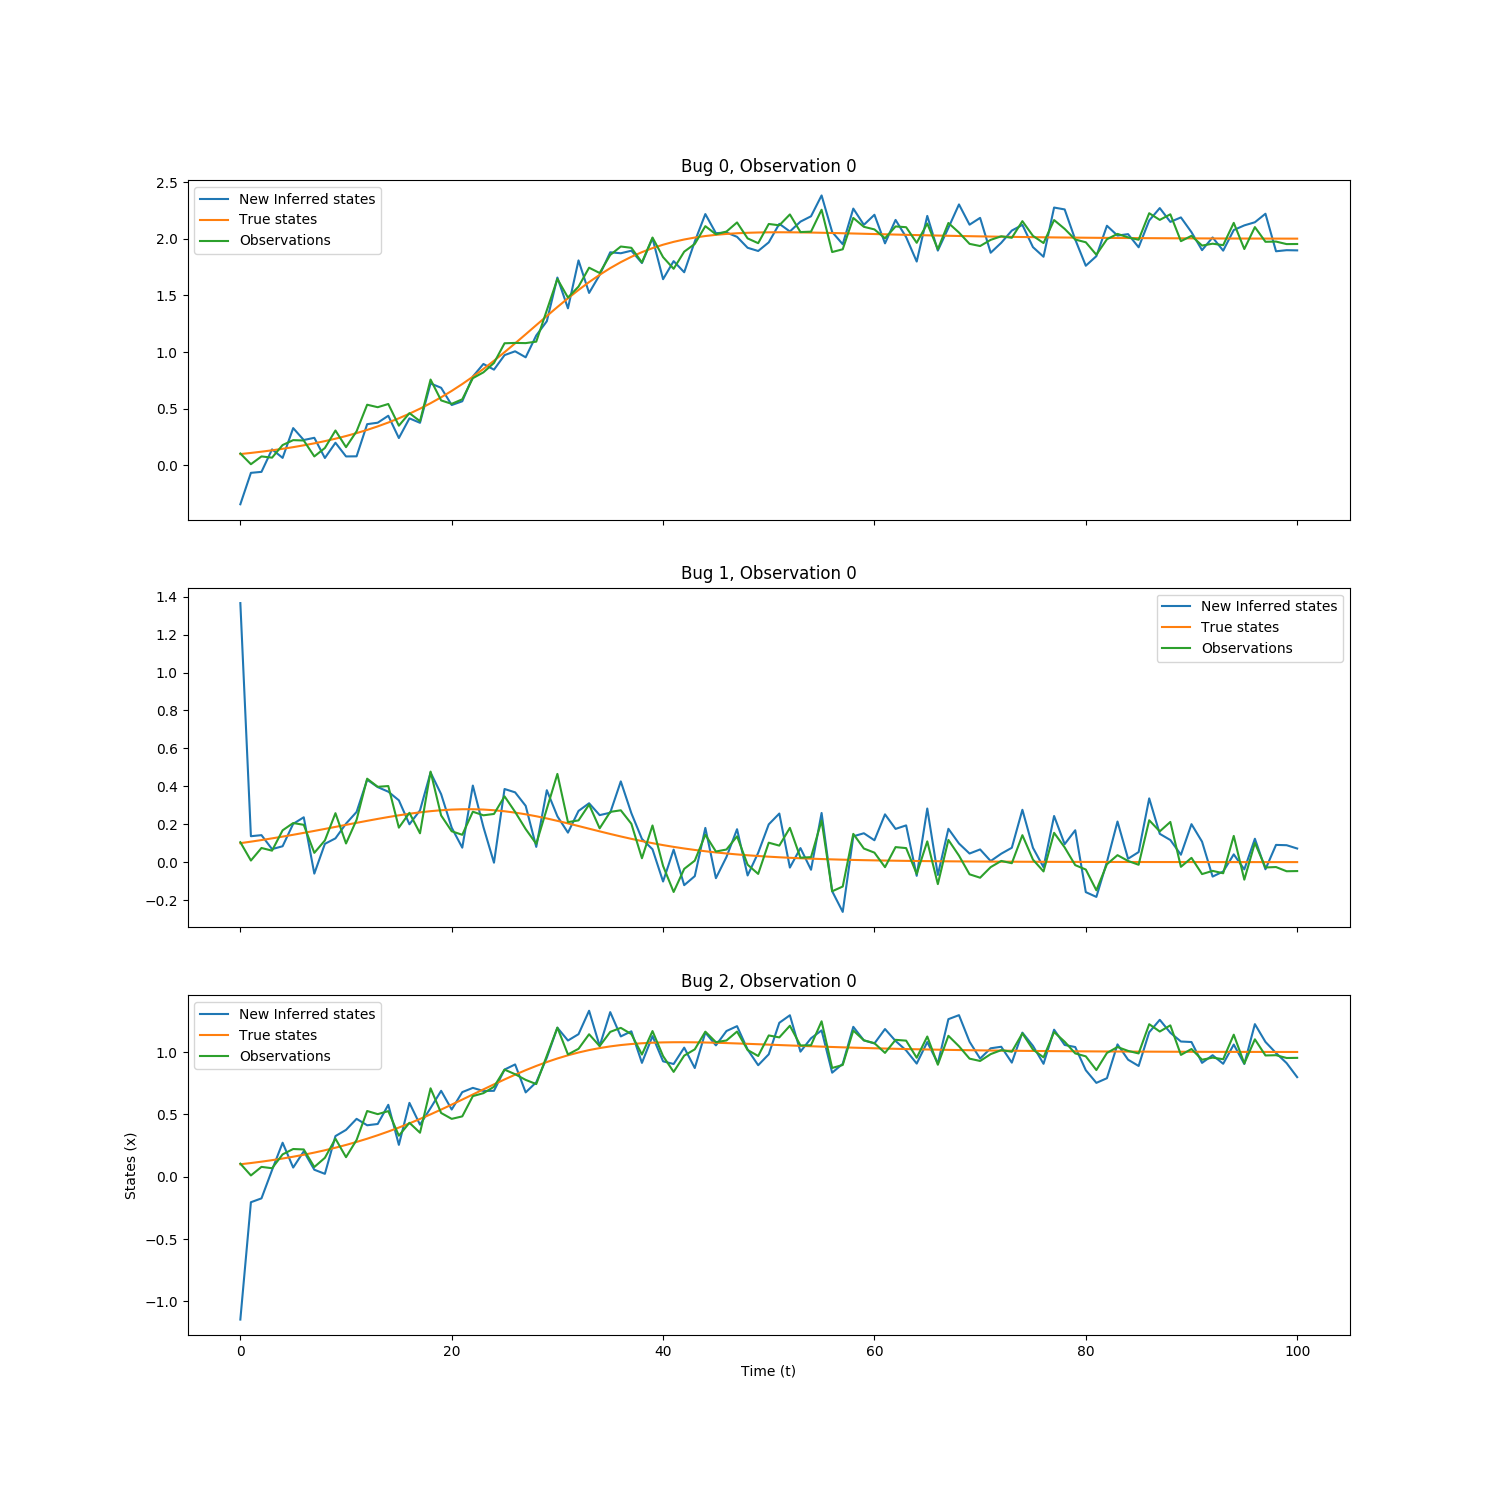 Bug 0, Observation 0
New Inferred states
True states
Observations
2.5
2.0
1.5
1.0
0.5
0.0
Bug 1, Observation 0
New Inferred states
True states
Observations
1.4
1.2
1.0
0.8
0.6
0.4
0.2
0.0
−0.2
Bug 2, Observation 0
New Inferred states
True states
Observations
1.0
0.5
0.0
−0.5
−1.0
States (x)
0 20 40 60 80 100
Time (t)